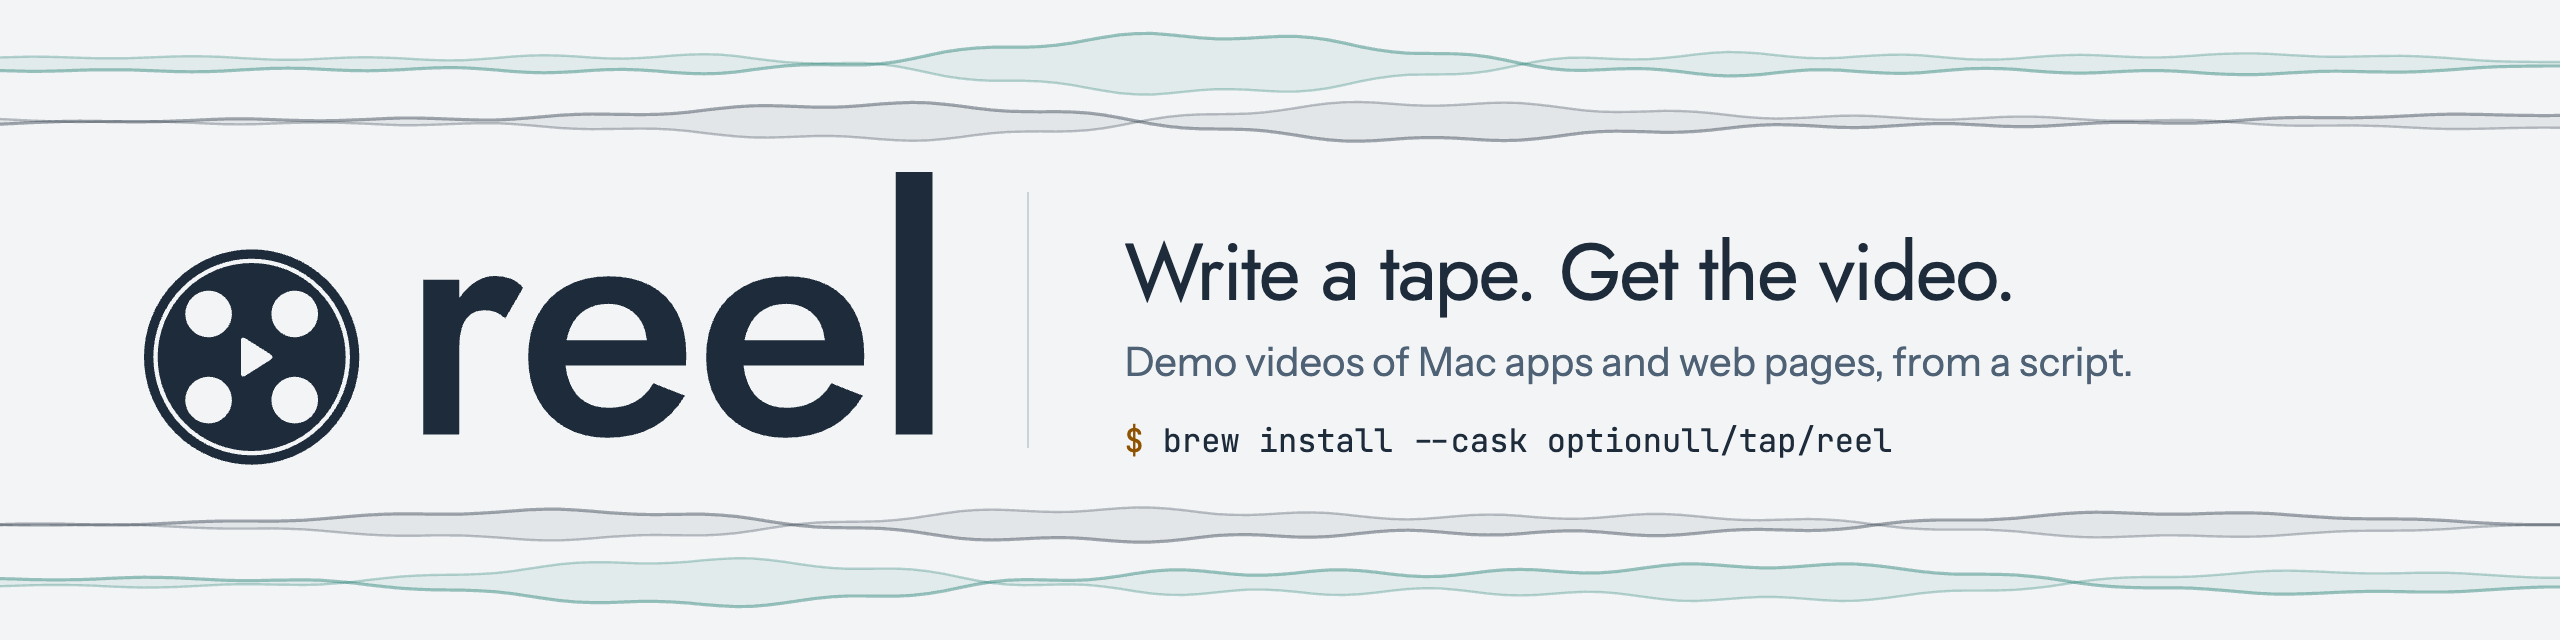 reel
Write a tape. Get the video.
Demo videos of Mac apps and web pages, from a script.
$ brew install --cask optionull/tap/reel